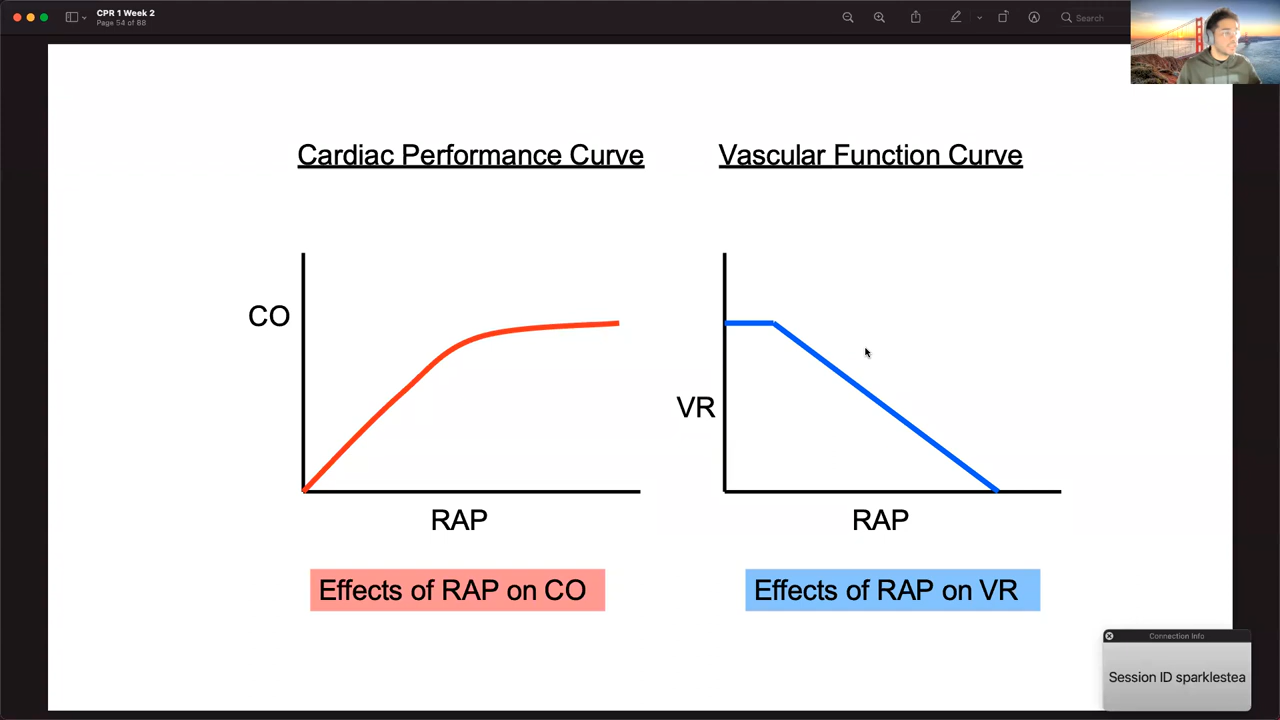 CPR 1 Week 2
Page 54 of 88
Search
Cardiac Performance Curve
Vascular Function Curve
CO
VR
RAP
RAP
Effects of RAP on CO
Effects of RAP on VR
Connection Info
Session ID sparklestea